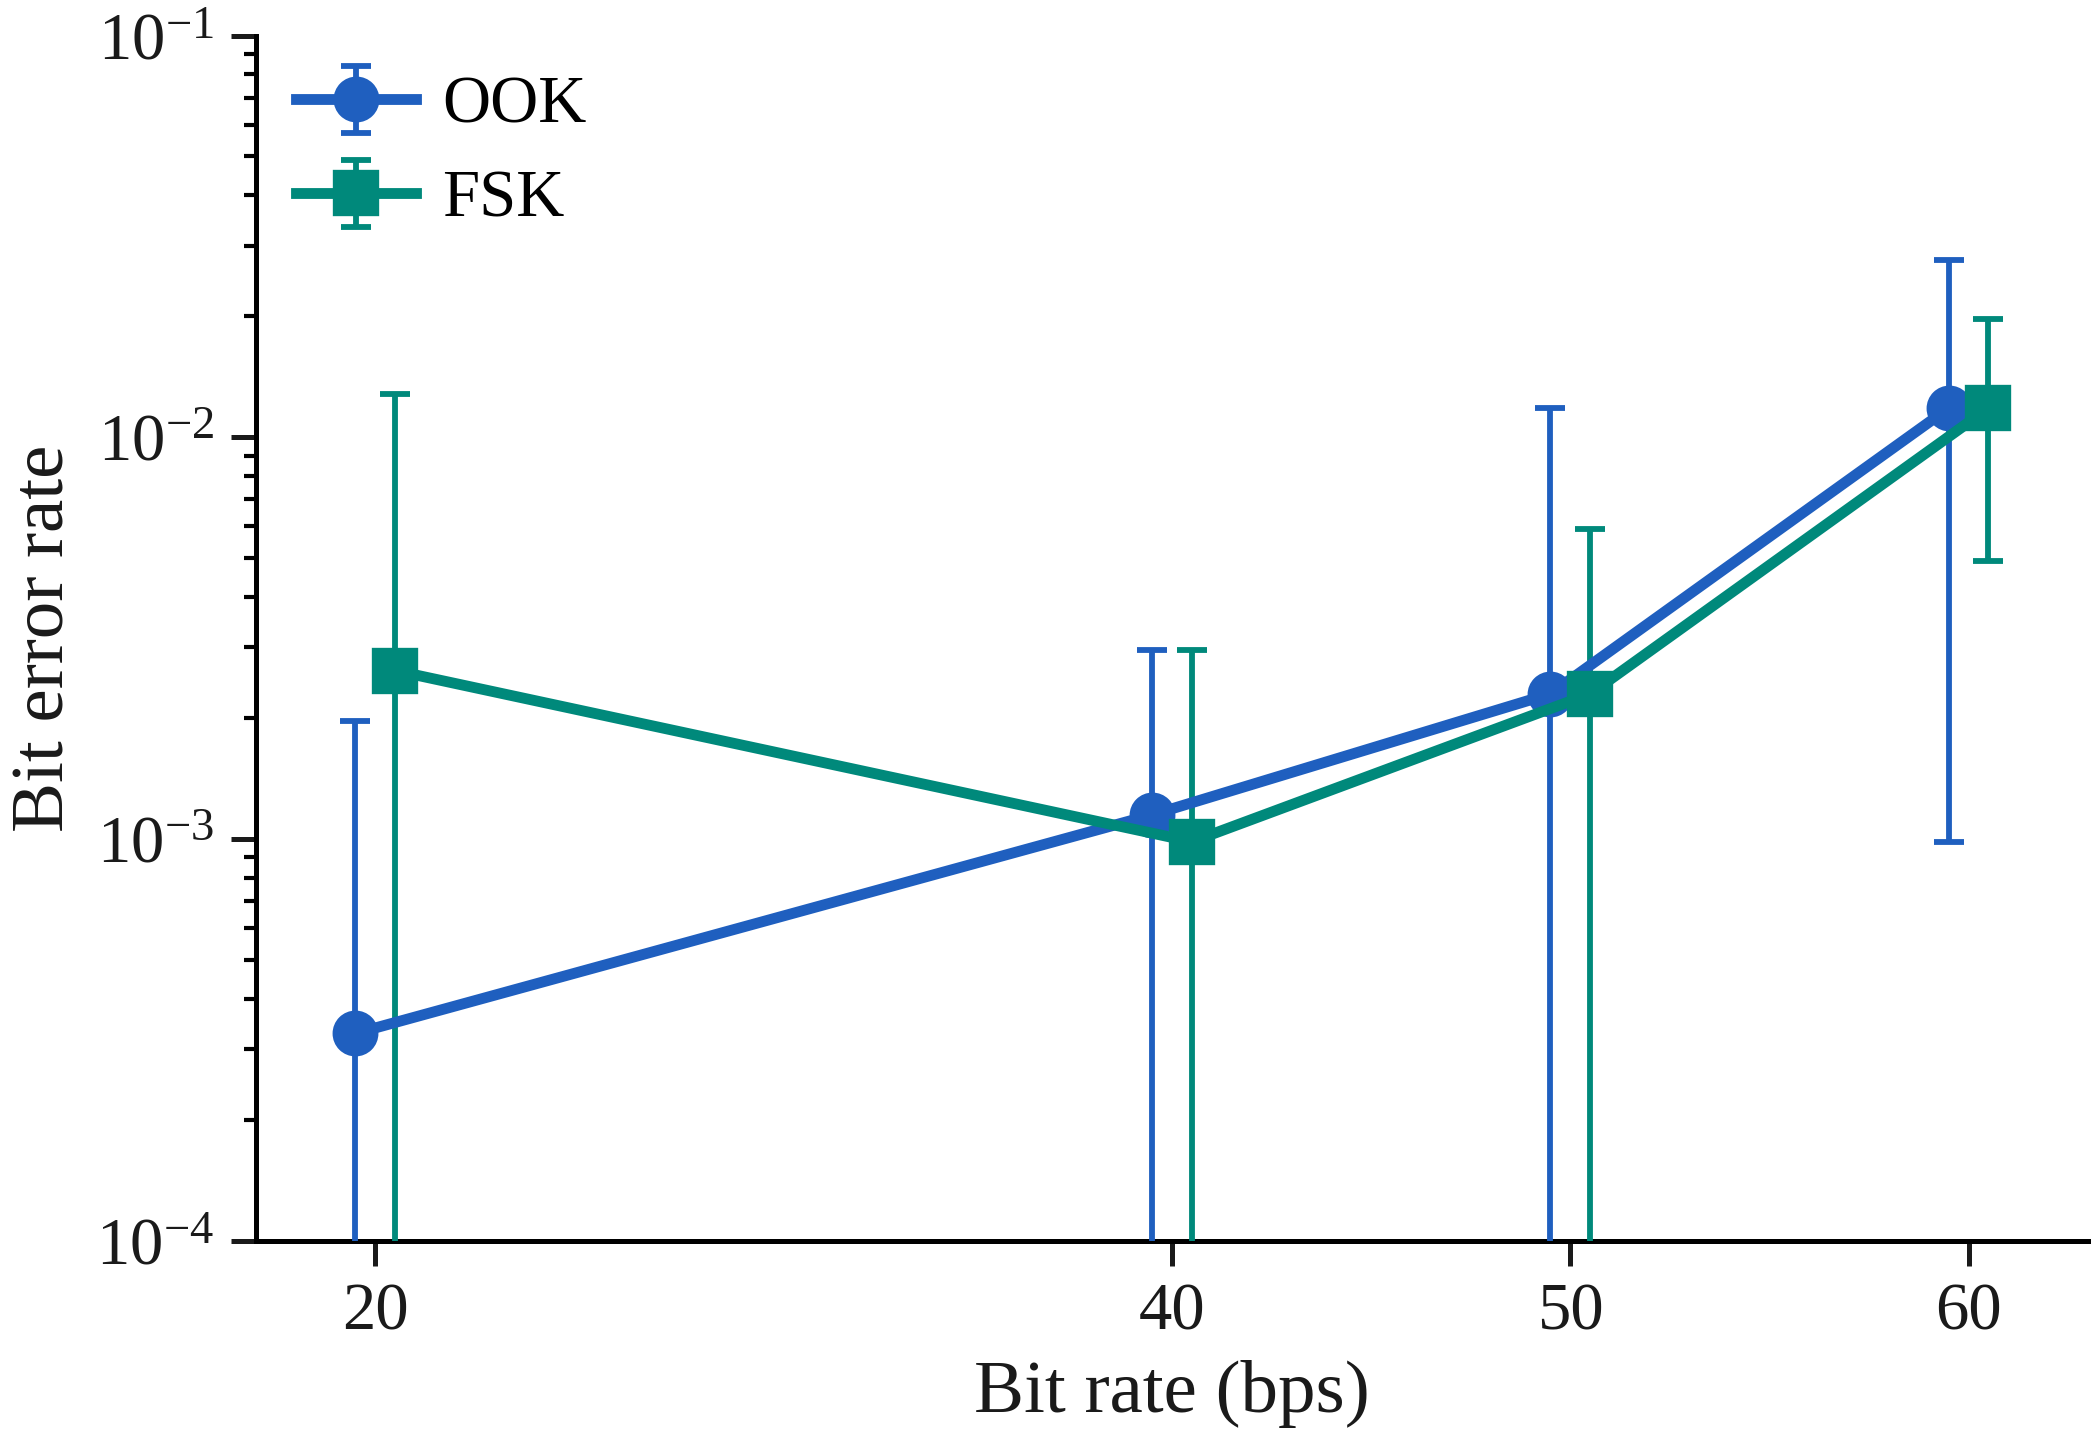 10⁻¹
OOK
FSK
10⁻²
Bit error rate
10⁻³
10⁻⁴
20 40 50 60
Bit rate (bps)